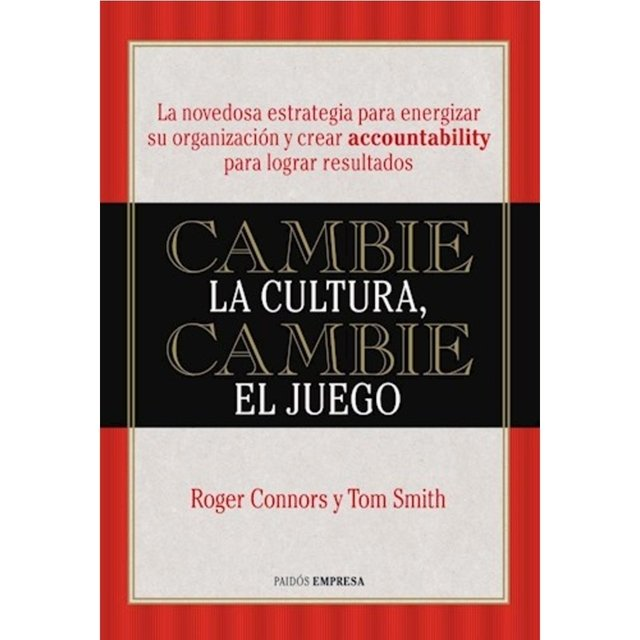 La novedosa estrategia para energizar
su organización y crear accountability
para lograr resultados
CAMBIE
LA CULTURA,
CAMBIE
EL JUEGO
Roger Connors y Tom Smith
PAIDÓS EMPRESA